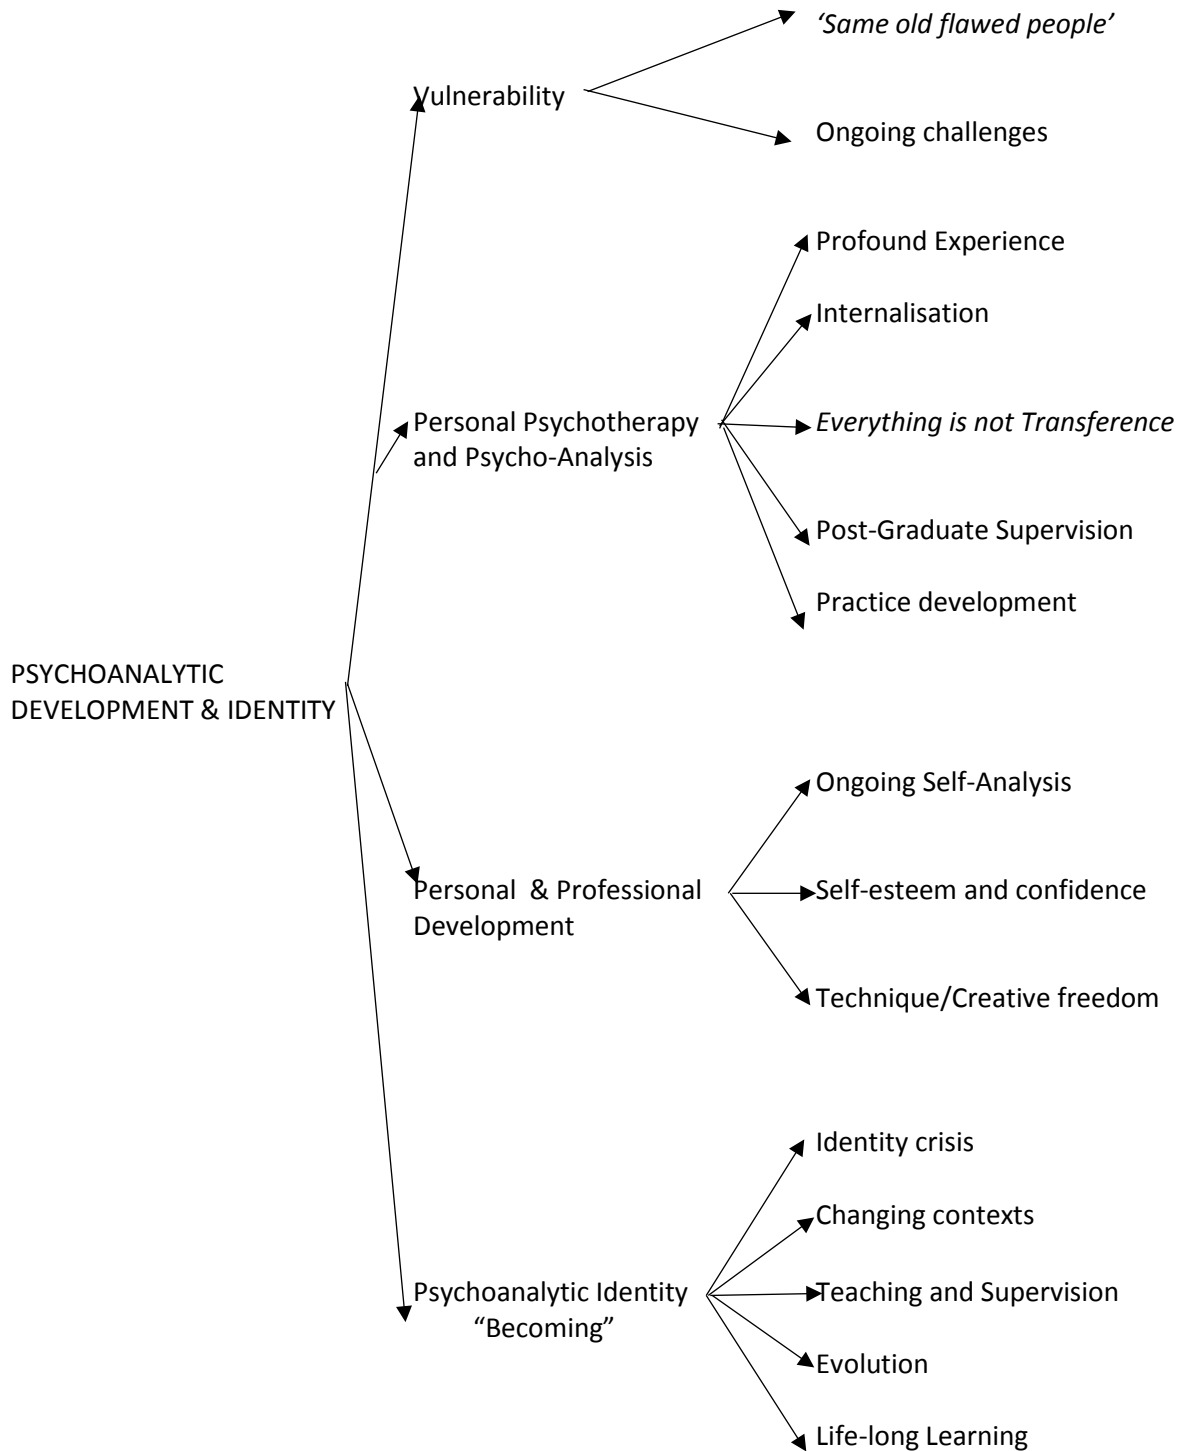 ‘Same old flawed people’
Vulnerability
Ongoing challenges
Profound Experience
Internalisation
Personal Psychotherapy
and Psycho-Analysis
Everything is not Transference
Post-Graduate Supervision
Practice development
PSYCHOANALYTIC
DEVELOPMENT & IDENTITY
Ongoing Self-Analysis
Personal & Professional
Development
Self-esteem and confidence
Technique/Creative freedom
Identity crisis
Changing contexts
Psychoanalytic Identity
“Becoming”
Teaching and Supervision
Evolution
Life-long Learning